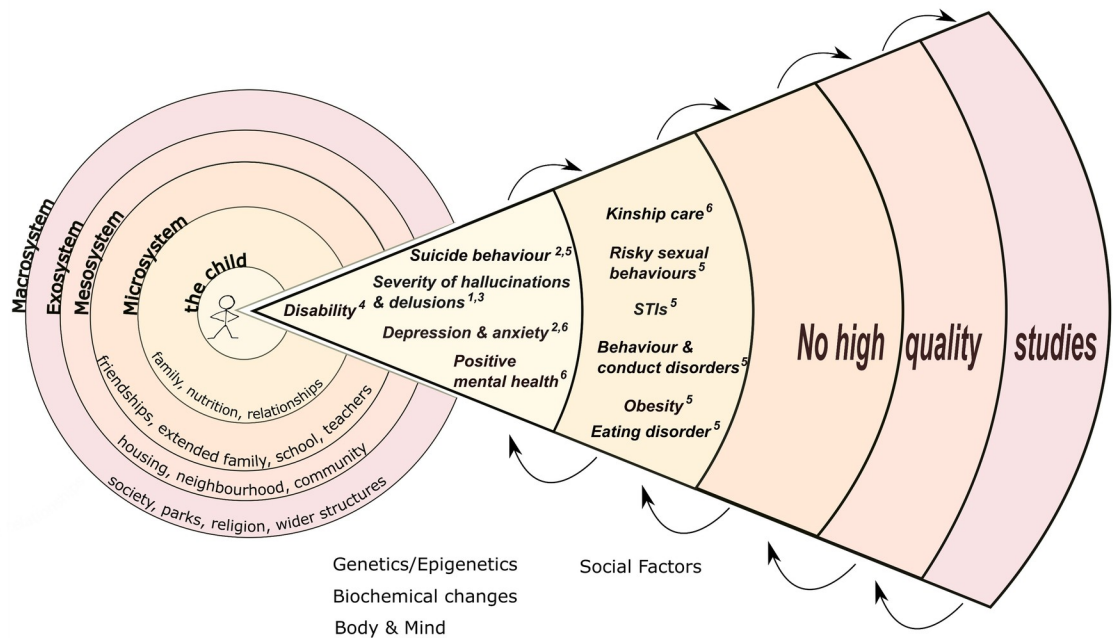 Macrosystem
Exosystem
Mesosystem
Microsystem
the child
family, nutrition, relationships
friendships, extended family, school, teachers
housing, neighbourhood, community
society, parks, religion, wider structures
Disability 4
Suicide behaviour 2,5
Severity of hallucinations
& delusions 1,3
Depression & anxiety 2,6
Positive
mental health 6
Kinship care 6
Risky sexual
behaviours 5
STIs 5
Behaviour &
conduct disorders 5
Obesity 5
Eating disorder 5
No high quality studies
Genetics/Epigenetics
Biochemical changes
Body & Mind
Social Factors